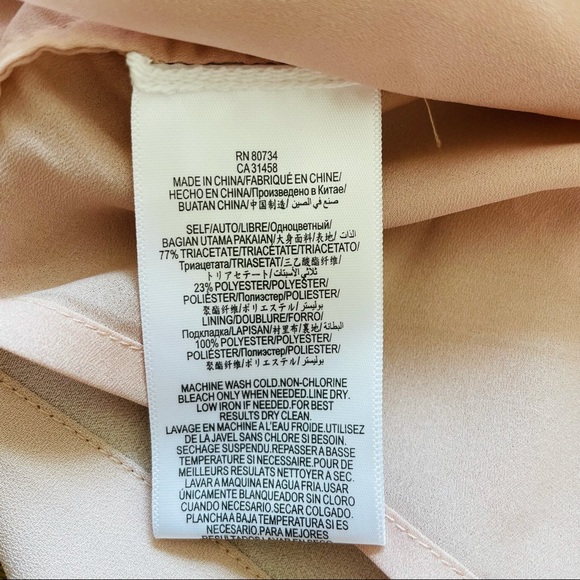 RN 80734
CA 31458
MADE IN CHINA/FABRIQUÉ EN CHINE/
HECHO EN CHINA/Произведено в Китае/
BUATAN CHINA/中国制造/ صنع في الصين/
SELF/AUTO/LIBRE/Одноцветный/
BAGIAN UTAMA PAKAIAN/大身面料/表地/ الذات/
77% TRIACETATE/TRIACÉTATE/TRIACETATO/
Триацетата/TRIASETAT/三乙酸酯纤维/
トリアセテート/ ثلاثي الأسيتات/
23% POLYESTER/POLYESTER/
POLIÉSTER/Полиэстер/POLIESTER/
聚酯纤维/ポリエステル/ بوليستر/
LINING/DOUBLURE/FORRO/
Подкладка/LAPISAN/衬里布/裏地/ البطانة/
100% POLYESTER/POLYESTER/
POLIÉSTER/Полиэстер/POLIESTER/
聚酯纤维/ポリエステル/ بوليستر/
MACHINE WASH COLD.NON-CHLORINE
BLEACH ONLY WHEN NEEDED.LINE DRY.
LOW IRON IF NEEDED.FOR BEST
RESULTS DRY CLEAN.
LAVAGE EN MACHINE A L'EAU FROIDE.UTILISEZ
DE LA JAVEL SANS CHLORE SI BESOIN.
SECHAGE SUSPENDU.REPASSER A BASSE
TEMPERATURE SI NECESSAIRE.POUR DE
MEILLEURS RESULATS NETTOYER A SEC.
LAVAR A MAQUINA EN AGUA FRIA.USAR
ÚNICAMENTE BLANQUEADOR SIN CLORO
CUANDO NECESARIO.SECAR COLGADO.
PLANCHA A BAJA TEMPERATURA SI ES
NECESARIO.PARA MEJORES
RESULTADO